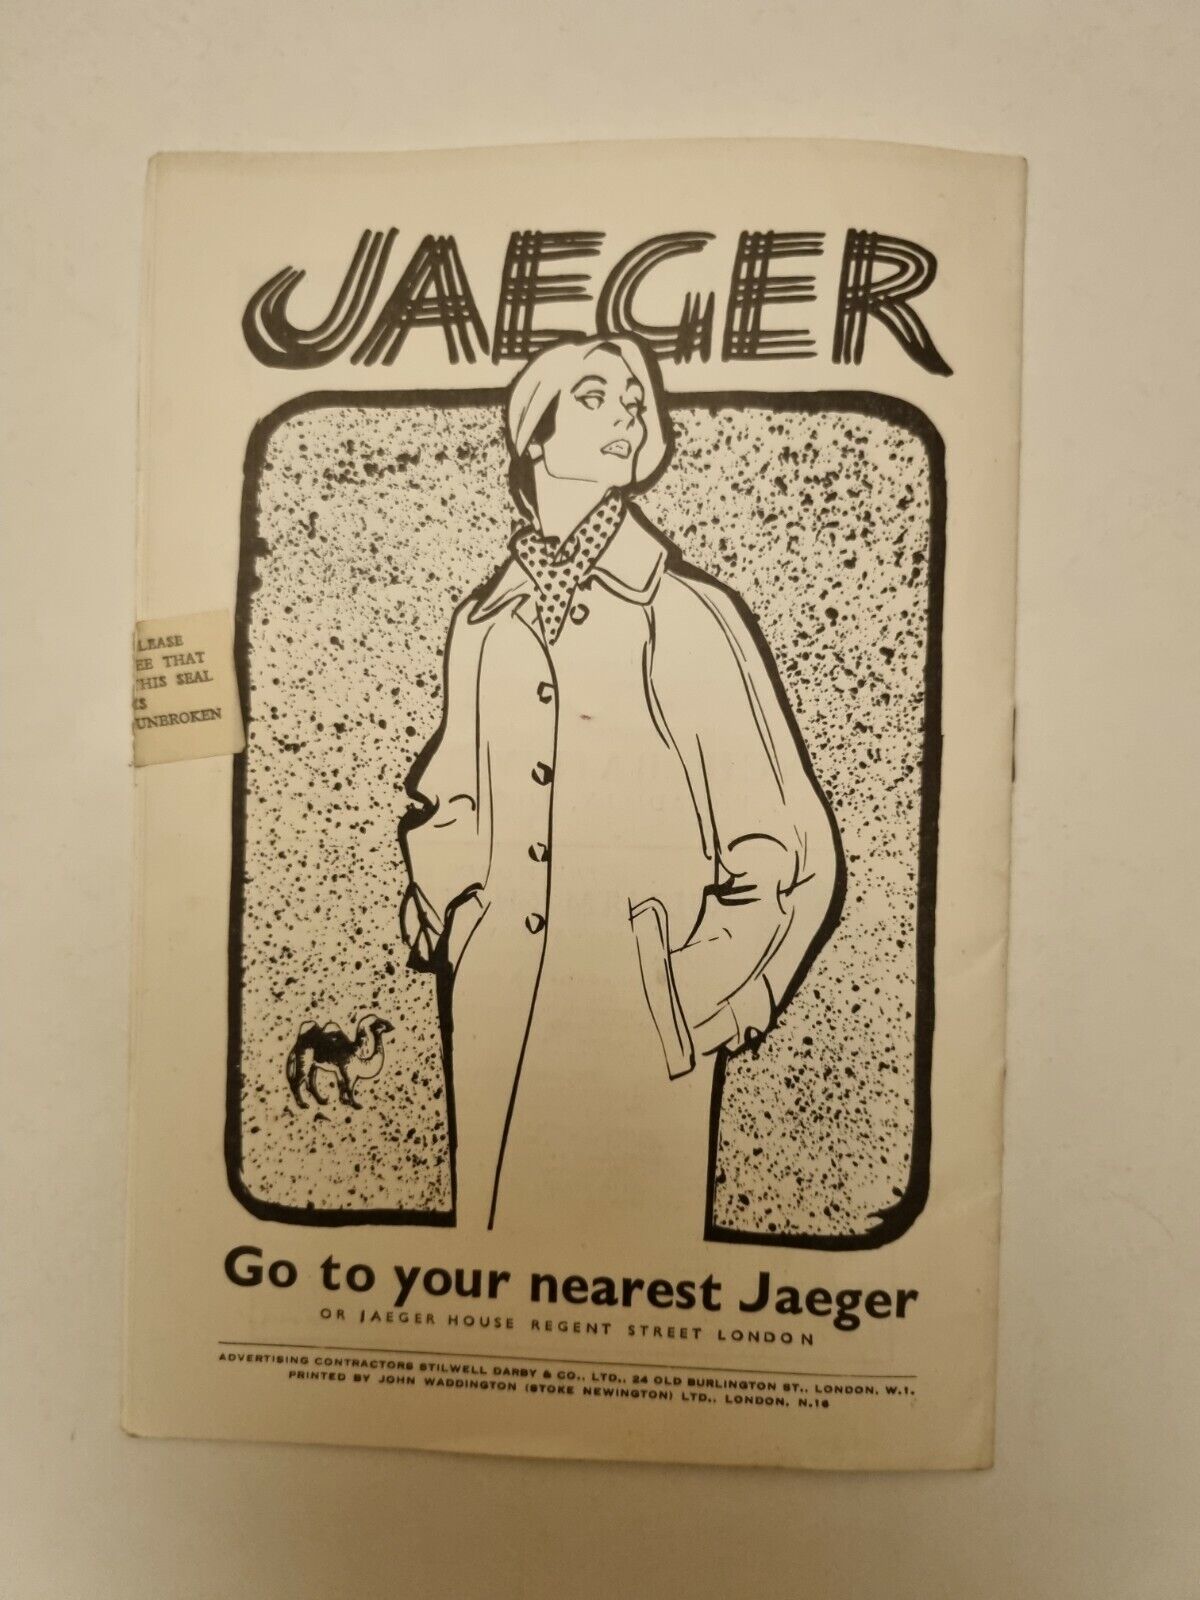 JAEGER
LEASE
EE THAT
THIS SEAL
IS
UNBROKEN
Go to your nearest Jaeger
OR JAEGER HOUSE REGENT STREET LONDON
ADVERTISING CONTRACTORS STILWELL DARBY & CO., LTD., 24 OLD BURLINGTON ST., LONDON, W.1.
PRINTED BY JOHN WADDINGTON (STOKE NEWINGTON) LTD., LONDON, N.16